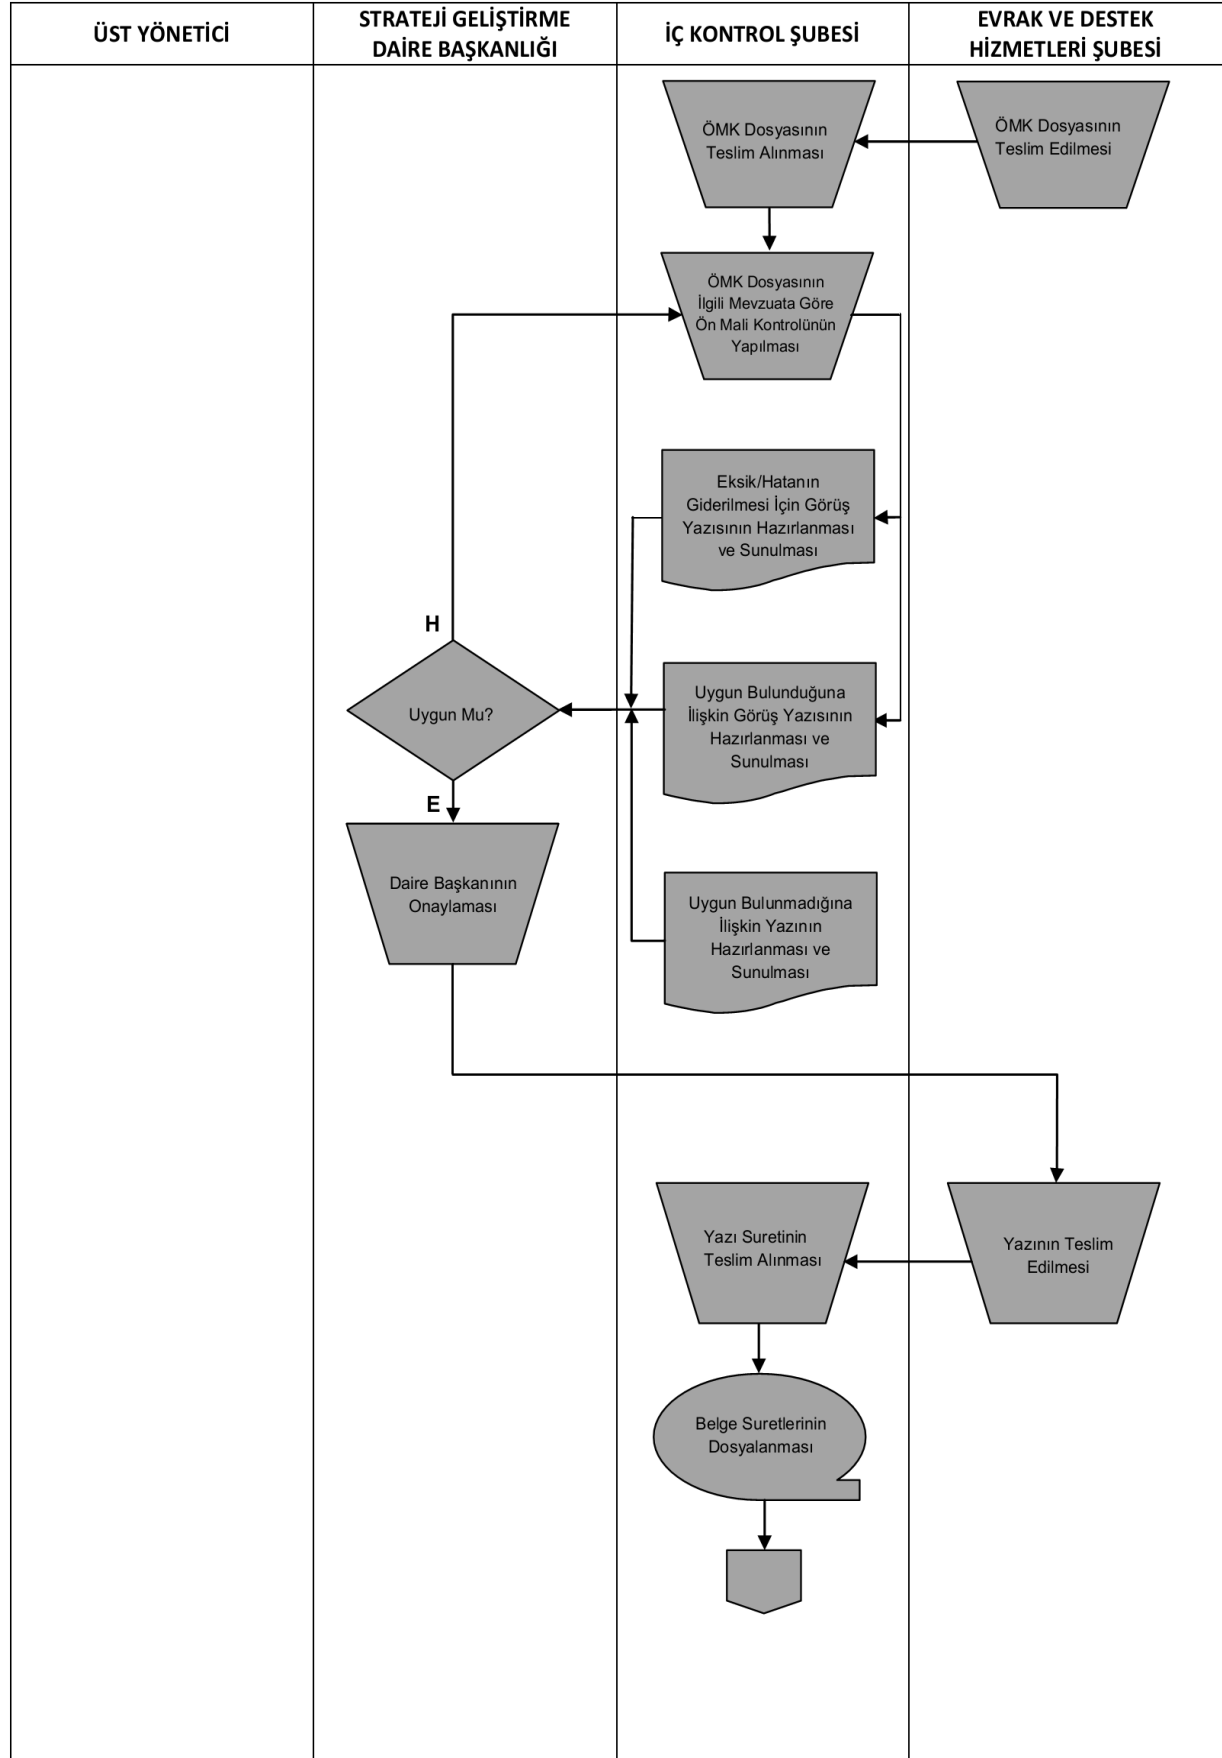 ÜST YÖNETİCİ
STRATEJİ GELİŞTİRME
DAİRE BAŞKANLIĞI
İÇ KONTROL ŞUBESİ
EVRAK VE DESTEK
HİZMETLERİ ŞUBESİ
ÖMK Dosyasının
Teslim Alınması
ÖMK Dosyasının
Teslim Edilmesi
ÖMK Dosyasının
İlgili Mevzuata Göre
Ön Mali Kontrolünün
Yapılması
Eksik/Hatanın
Giderilmesi İçin Görüş
Yazısının Hazırlanması
ve Sunulması
H
Uygun Mu?
Uygun Bulunduğuna
İlişkin Görüş Yazısının
Hazırlanması ve
Sunulması
E
Daire Başkanının
Onaylaması
Uygun Bulunmadığına
İlişkin Yazının
Hazırlanması ve
Sunulması
Yazı Suretinin
Teslim Alınması
Yazının Teslim
Edilmesi
Belge Suretlerinin
Dosyalanması